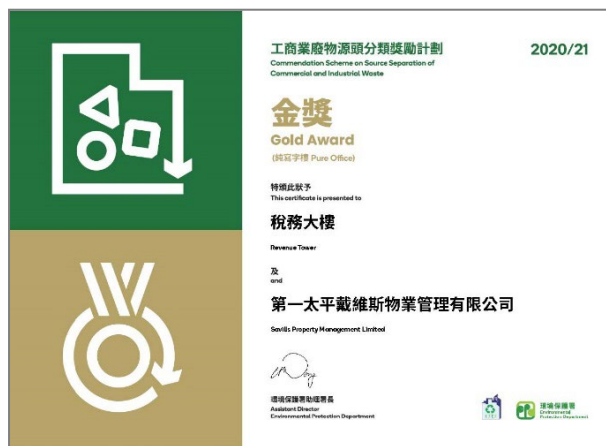 工商業廢物源頭分類獎勵計劃
2020/21
Commendation Scheme on Source Separation of
Commercial and Industrial Waste
金獎
Gold Award
(純寫字樓 Pure Office)
特頒此狀予
This certificate is presented to
稅務大樓
Revenue Tower
及
and
第一太平戴維斯物業管理有限公司
Savills Property Management Limited
環境保護署助理署長
Assistant Director
Environmental Protection Department
環境保護署
Environmental
Protection Department